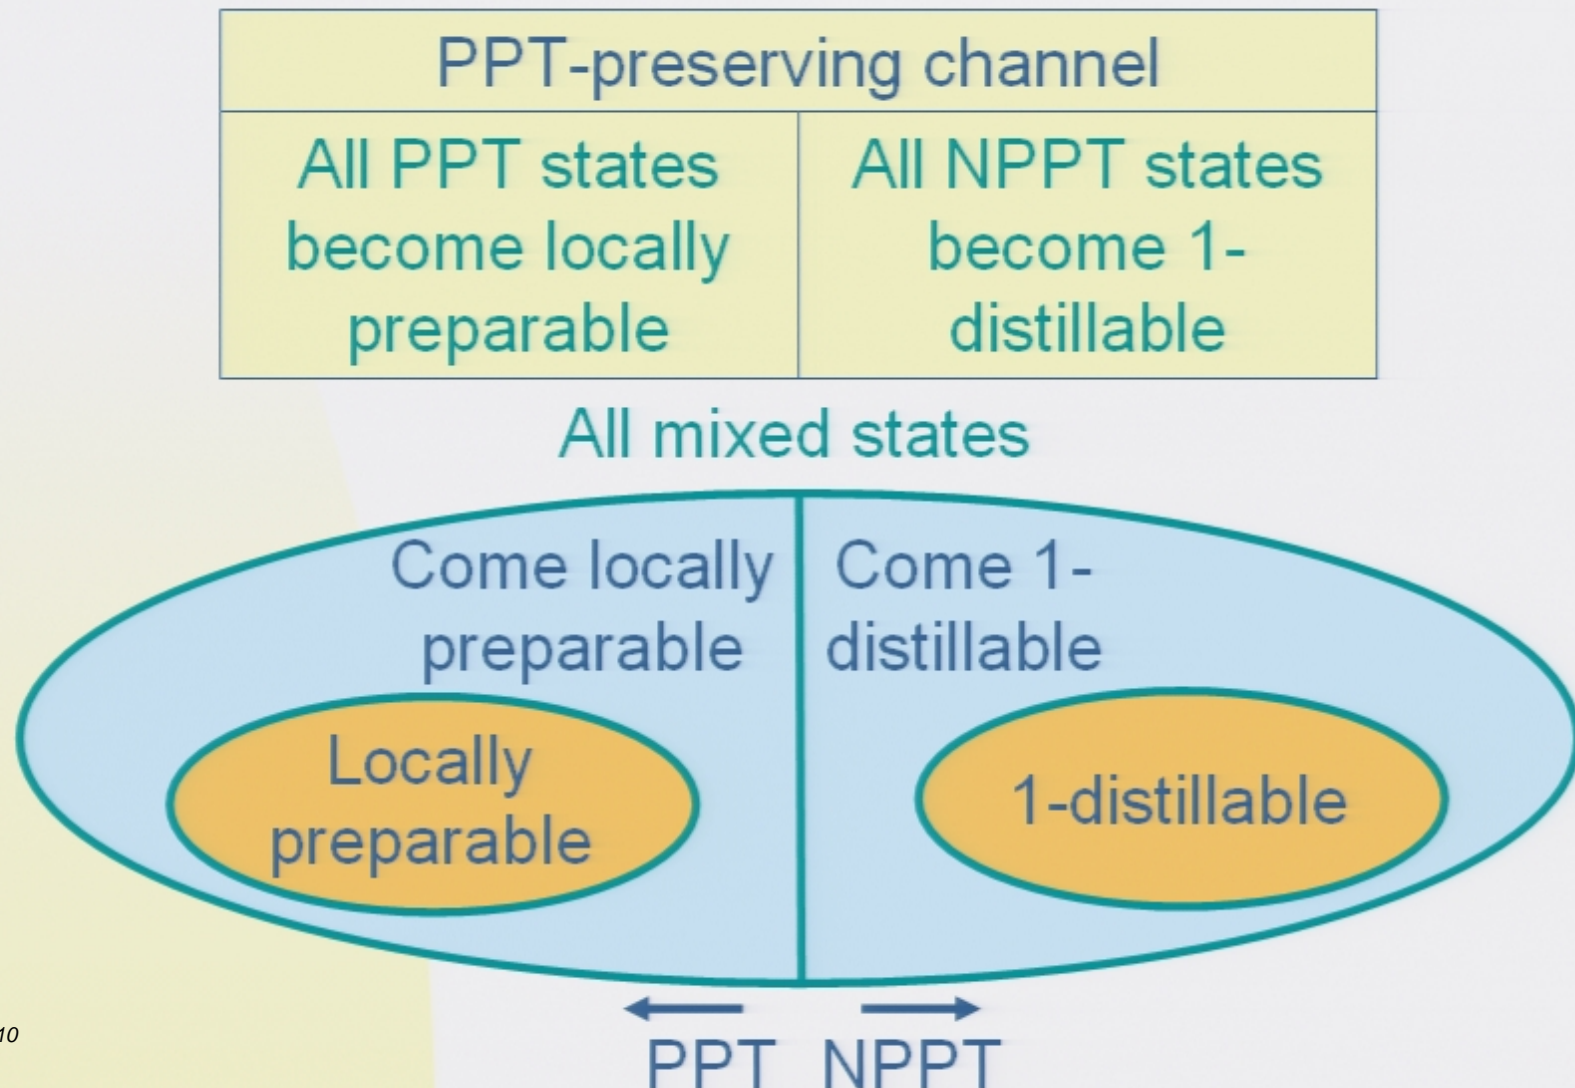 PPT-preserving channel
All PPT states
become locally
preparable
All NPPT states
become 1-
distillable
All mixed states
Come locally
preparable
Come 1-
distillable
Locally
preparable
1-distillable
PPT NPPT
10